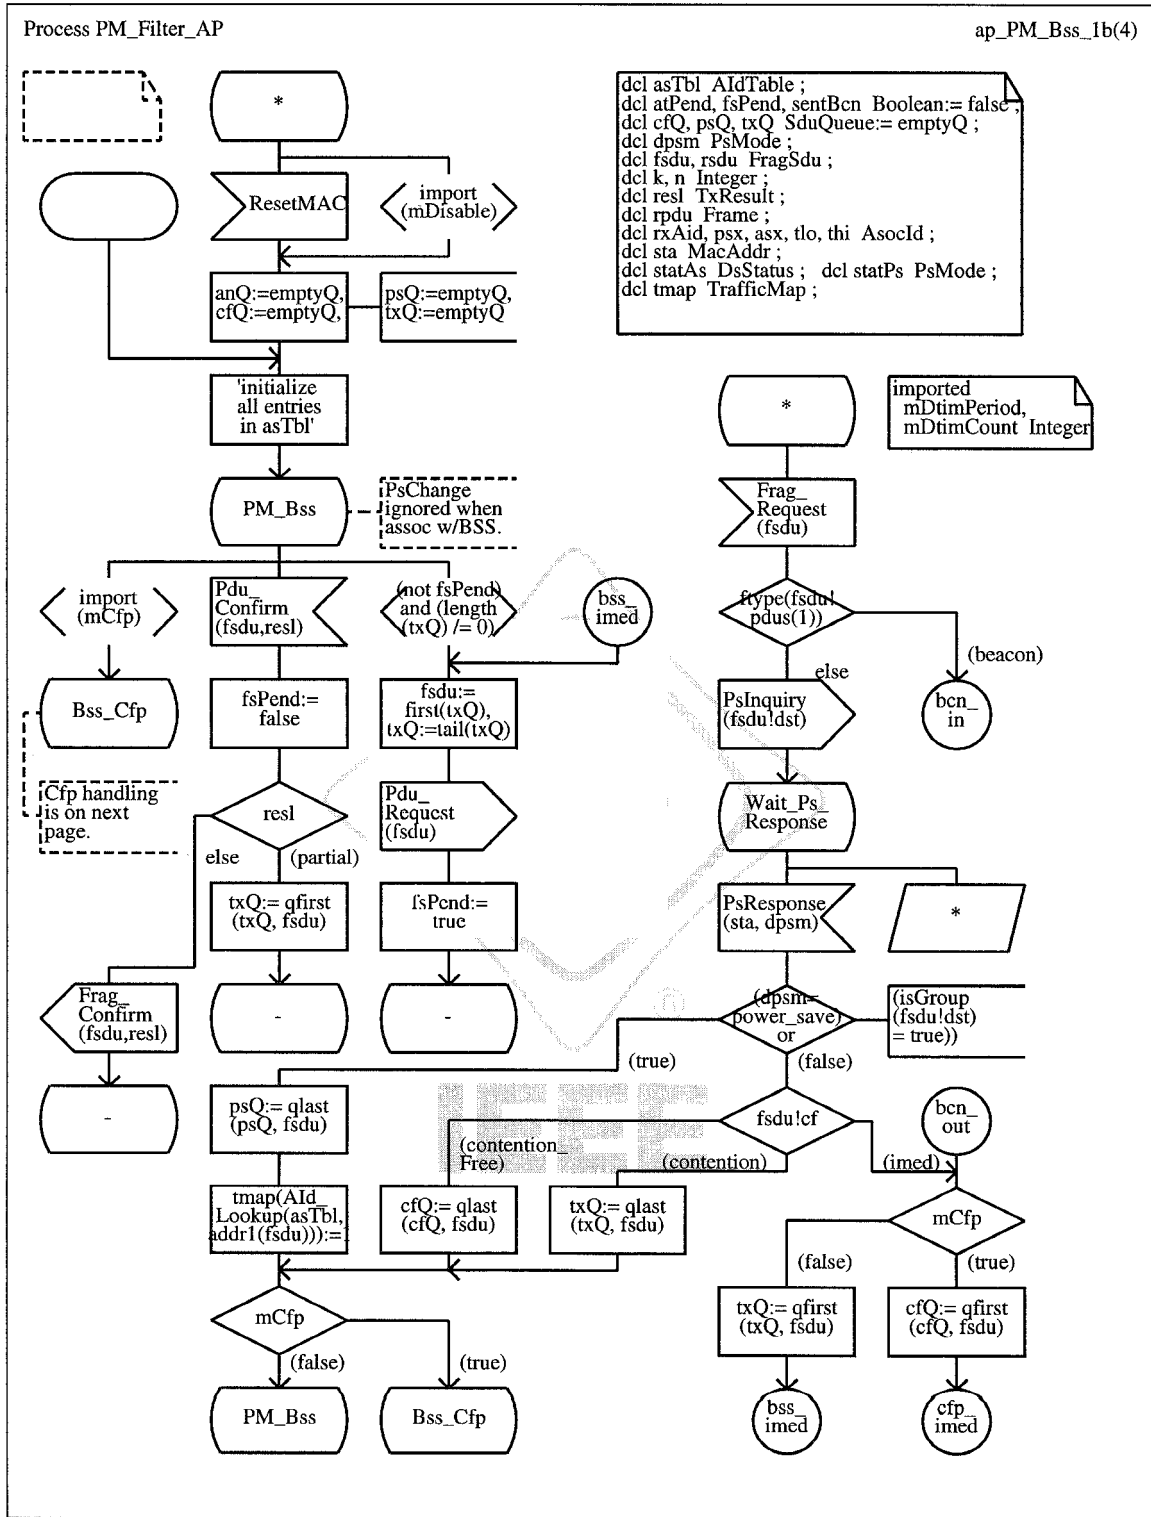 Process PM_Filter_AP
ap_PM_Bss_1b(4)
*
ResetMAC
import
(mDisable)
anQ:=emptyQ,
cfQ:=emptyQ,
psQ:=emptyQ,
txQ:=emptyQ
'initialize
all entries
in asTbl'
PM_Bss
PsChange
ignored when
assoc w/BSS.
import
(mCfp)
Pdu_
Confirm
(fsdu,resl)
(not fsPend)
and (length
(txQ) /= 0)
bss_
imed
Bss_Cfp
fsPend:=
false
fsdu:=
first(txQ),
txQ:=tail(txQ)
Cfp handling
is on next
page.
resl
Pdu_
Request
(fsdu)
else
(partial)
txQ:= qfirst
(txQ, fsdu)
fsPend:=
true
Frag_
Confirm
(fsdu,resl)
-
-
-
dcl asTbl AIdTable ;
dcl atPend, fsPend, sentBcn Boolean:= false ;
dcl cfQ, psQ, txQ SduQueue:= emptyQ ;
dcl dpsm PsMode ;
dcl fsdu, rsdu FragSdu ;
dcl k, n Integer ;
dcl resl TxResult ;
dcl rpdu Frame ;
dcl rxAid, psx, asx, tlo, thi AsocId ;
dcl sta MacAddr ;
dcl statAs DsStatus ; dcl statPs PsMode ;
dcl tmap TrafficMap ;
*
imported
mDtimPeriod,
mDtimCount Integer
Frag_
Request
(fsdu)
ftype(fsdu!
pdus(1))
(beacon)
else
PsInquiry
(fsdu!dst)
bcn_
in
Wait_Ps_
Response
PsResponse
(sta, dpsm)
*
(dpsm=
power_save)
or
(isGroup
(fsdu!dst)
= true))
(true)
(false)
psQ:= qlast
(psQ, fsdu)
fsdu!cf
bcn_
out
(contention_
Free)
(contention)
(imed)
tmap(AId_
Lookup(asTbl,
addr1(fsdu))):=1
cfQ:= qlast
(cfQ, fsdu)
txQ:= qlast
(txQ, fsdu)
mCfp
(false)
(true)
mCfp
(false)
(true)
txQ:= qfirst
(txQ, fsdu)
cfQ:= qfirst
(cfQ, fsdu)
PM_Bss
Bss_Cfp
bss_
imed
cfp_
imed
IEEE
®